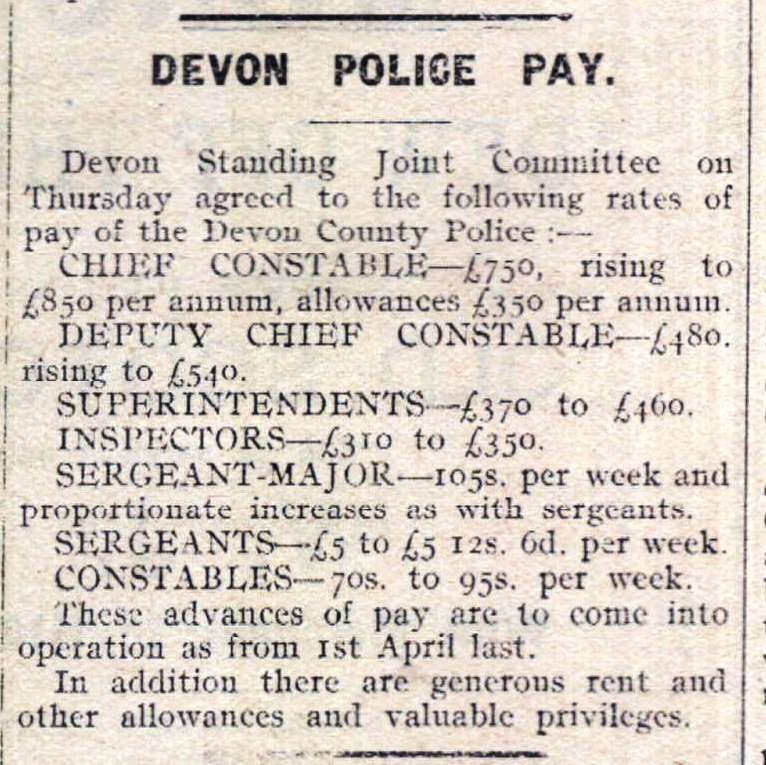 DEVON POLICE PAY.
Devon Standing Joint Committee on
Thursday agreed to the following rates of
pay of the Devon County Police :—
CHIEF CONSTABLE—£750, rising to
£850 per annum, allowances £350 per annum.
DEPUTY CHIEF CONSTABLE—£480.
rising to £540.
SUPERINTENDENTS—£370 to £460.
INSPECTORS—£310 to £350.
SERGEANT-MAJOR—105s. per week and
proportionate increases as with sergeants.
SERGEANTS—£5 to £5 12s. 6d. per week.
CONSTABLES—70s. to 95s. per week.
These advances of pay are to come into
operation as from 1st April last.
In addition there are generous rent and
other allowances and valuable privileges.